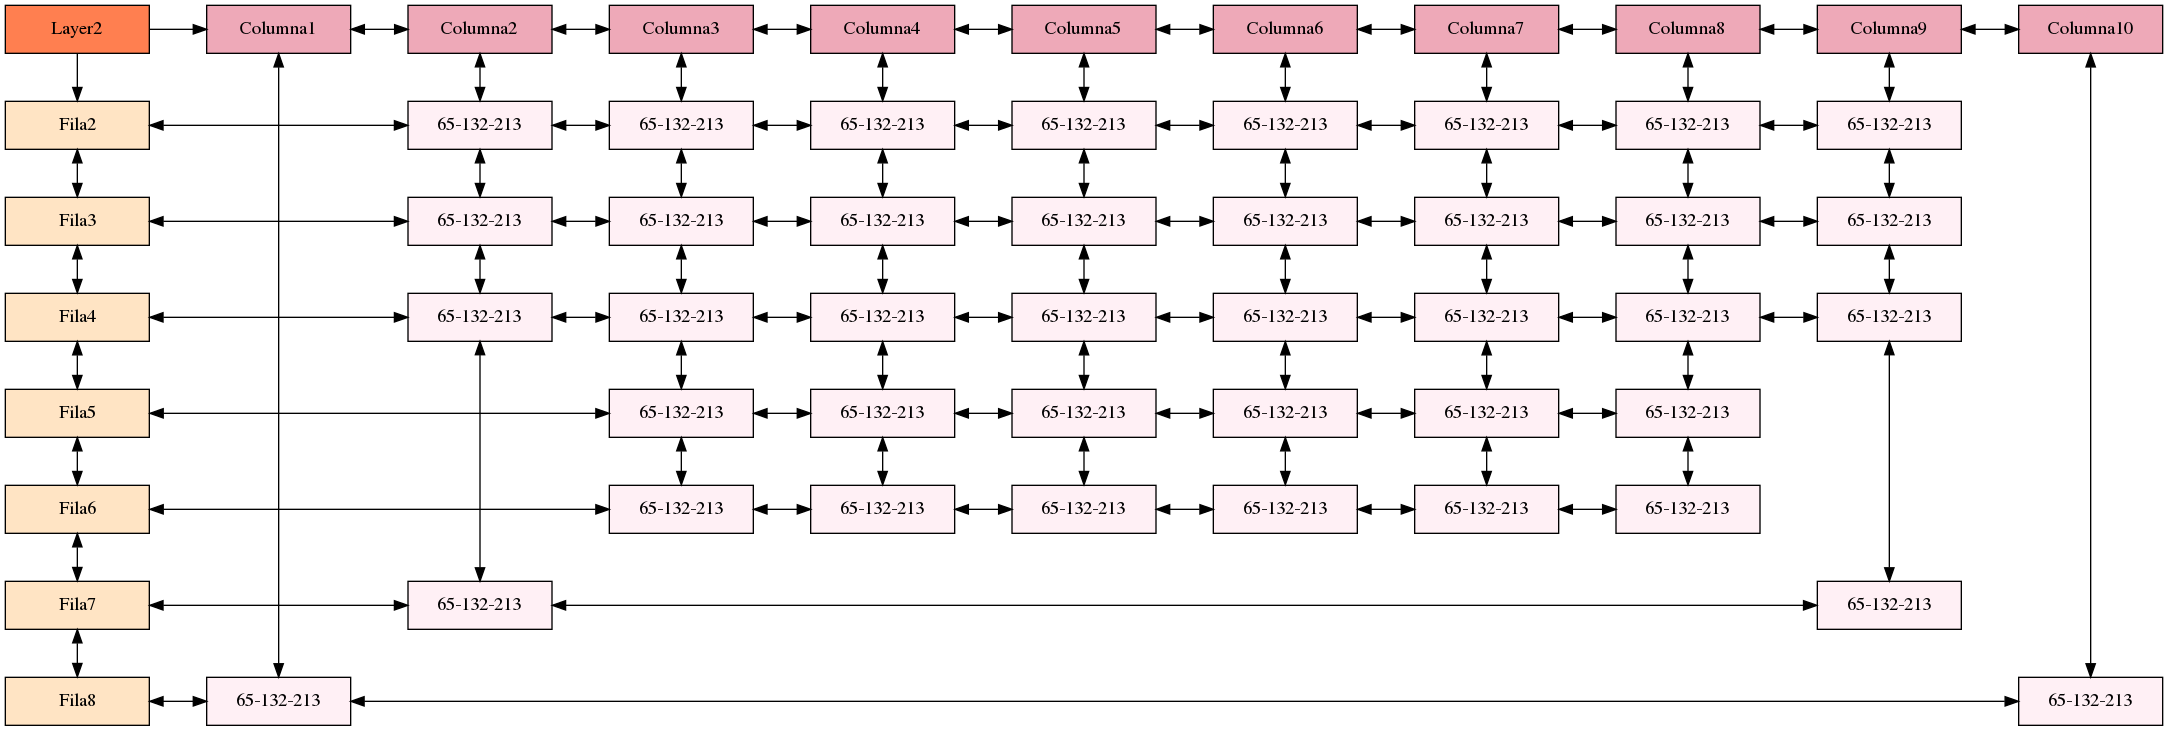 Layer2 Columna1 Columna2 Columna3 Columna4 Columna5 Columna6 Columna7 Columna8 Columna9 Columna10
Fila2 65-132-213 65-132-213 65-132-213 65-132-213 65-132-213 65-132-213 65-132-213 65-132-213
Fila3 65-132-213 65-132-213 65-132-213 65-132-213 65-132-213 65-132-213 65-132-213 65-132-213
Fila4 65-132-213 65-132-213 65-132-213 65-132-213 65-132-213 65-132-213 65-132-213 65-132-213
Fila5 65-132-213 65-132-213 65-132-213 65-132-213 65-132-213 65-132-213
Fila6 65-132-213 65-132-213 65-132-213 65-132-213 65-132-213 65-132-213
Fila7 65-132-213 65-132-213
Fila8 65-132-213 65-132-213